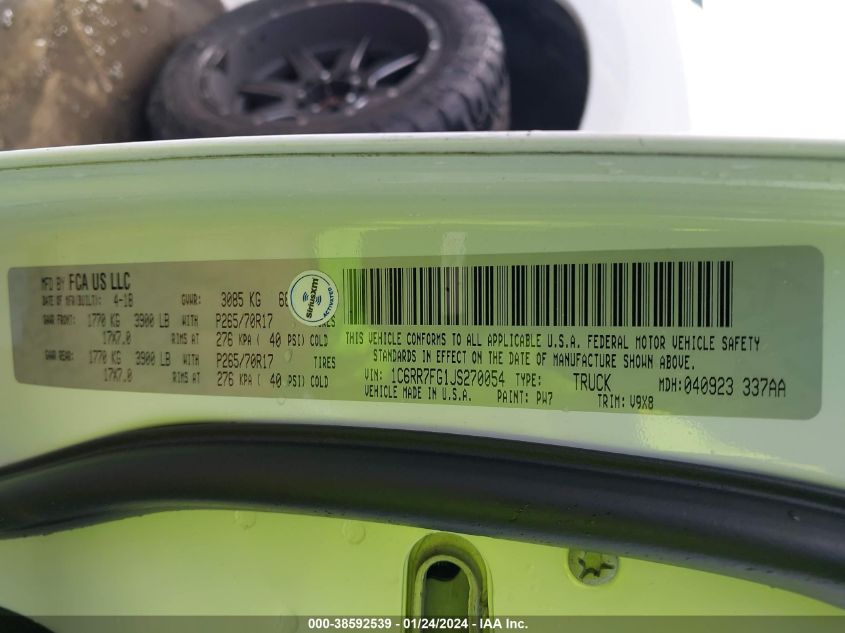 MFD BY FCA US LLC
DATE OF MFR(BUILT): 4-18 GVWR: 3085 KG
GAWR FRONT: 1770 KG 3900 LB WITH P265/70R17 TIRES
17X7.0 RIMS AT 276 KPA ( 40 PSI) COLD
GAWR REAR: 1770 KG 3900 LB WITH P265/70R17 TIRES
17X7.0 RIMS AT 276 KPA ( 40 PSI) COLD
siriusxm
ACTIVATED
THIS VEHICLE CONFORMS TO ALL APPLICABLE U.S.A. FEDERAL MOTOR VEHICLE SAFETY
STANDARDS IN EFFECT ON THE DATE OF MANUFACTURE SHOWN ABOVE.
VIN: 1C6RR7FG1JS270054 TYPE: TRUCK MDH: 040923 337AA
VEHICLE MADE IN U.S.A. PAINT: PW7 TRIM: V9X8
000-38592539 - 01/24/2024 - IAA Inc.